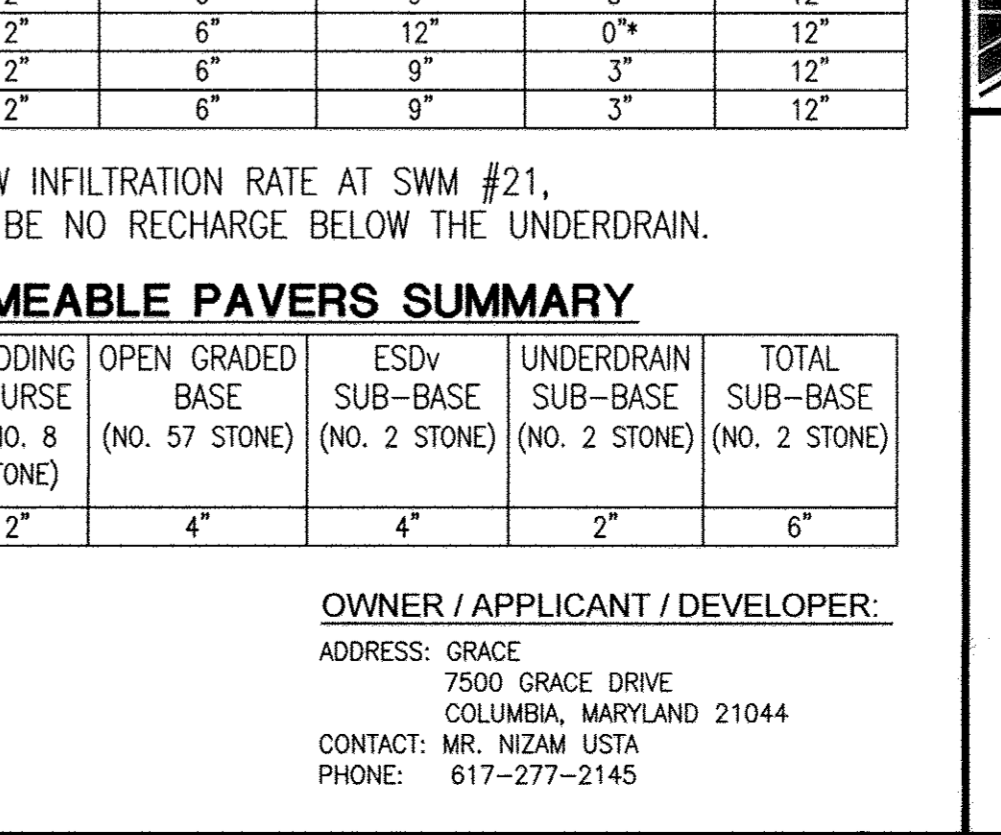 2" 6" 12" 0"* 12"
2" 6" 9" 3" 12"
2" 6" 9" 3" 12"
INFILTRATION RATE AT SWM #21,
BE NO RECHARGE BELOW THE UNDERDRAIN.
MEABLE PAVERS SUMMARY
OPEN GRADED ESDv UNDERDRAIN TOTAL
URSE BASE SUB-BASE SUB-BASE SUB-BASE
NO. 8 (NO. 57 STONE) (NO. 2 STONE) (NO. 2 STONE) (NO. 2 STONE)
TONE)
2" 4" 4" 2" 6"
OWNER / APPLICANT / DEVELOPER:
ADDRESS: GRACE
7500 GRACE DRIVE
COLUMBIA, MARYLAND 21044
CONTACT: MR. NIZAM USTA
PHONE: 617-277-2145